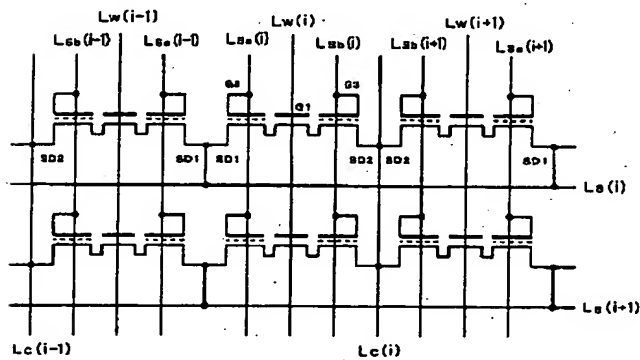 Lw(i-1) Lw(i) Lw(i+1)
Lsb(i-1) Lsa(i-1) Lsa(i) Lsb(i) Lsb(i+1) Lsa(i+1)
G2 G1 G3
SD2 SD1 SD1 SD2 SD2 SD1
Ls(i)
Ls(i+1)
Lc(i-1) Lc(i)